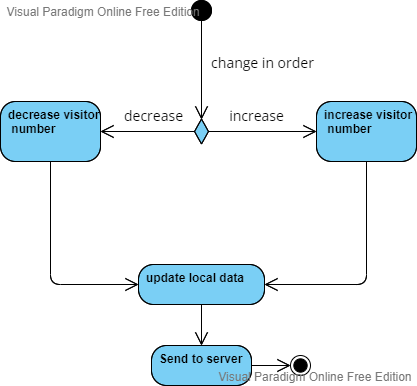 Visual Paradigm Online Free Edition
change in order
decrease
increase
decrease visitor
number
increase visitor
number
update local data
Send to server
Visual Paradigm Online Free Edition